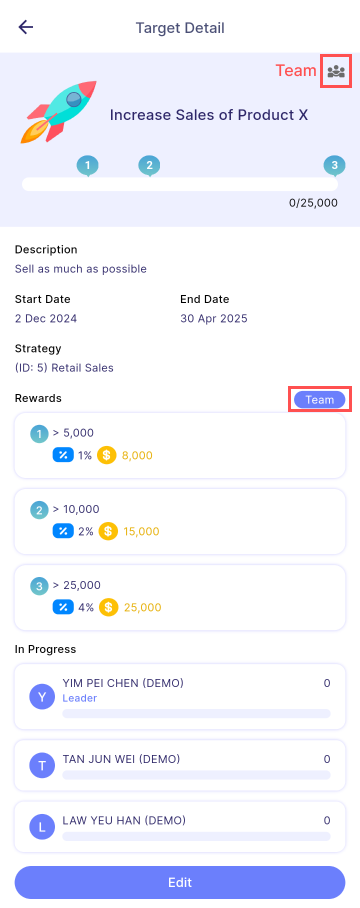 Target Detail
Team
Increase Sales of Product X
1 2 3
0/25,000
Description
Sell as much as possible
Start Date End Date
2 Dec 2024 30 Apr 2025
Strategy
(ID: 5) Retail Sales
Rewards Team
1 > 5,000
1% $ 8,000
2 > 10,000
2% $ 15,000
3 > 25,000
4% $ 25,000
In Progress
Y YIM PEI CHEN (DEMO) 0
Leader
T TAN JUN WEI (DEMO) 0
L LAW YEU HAN (DEMO) 0
Edit